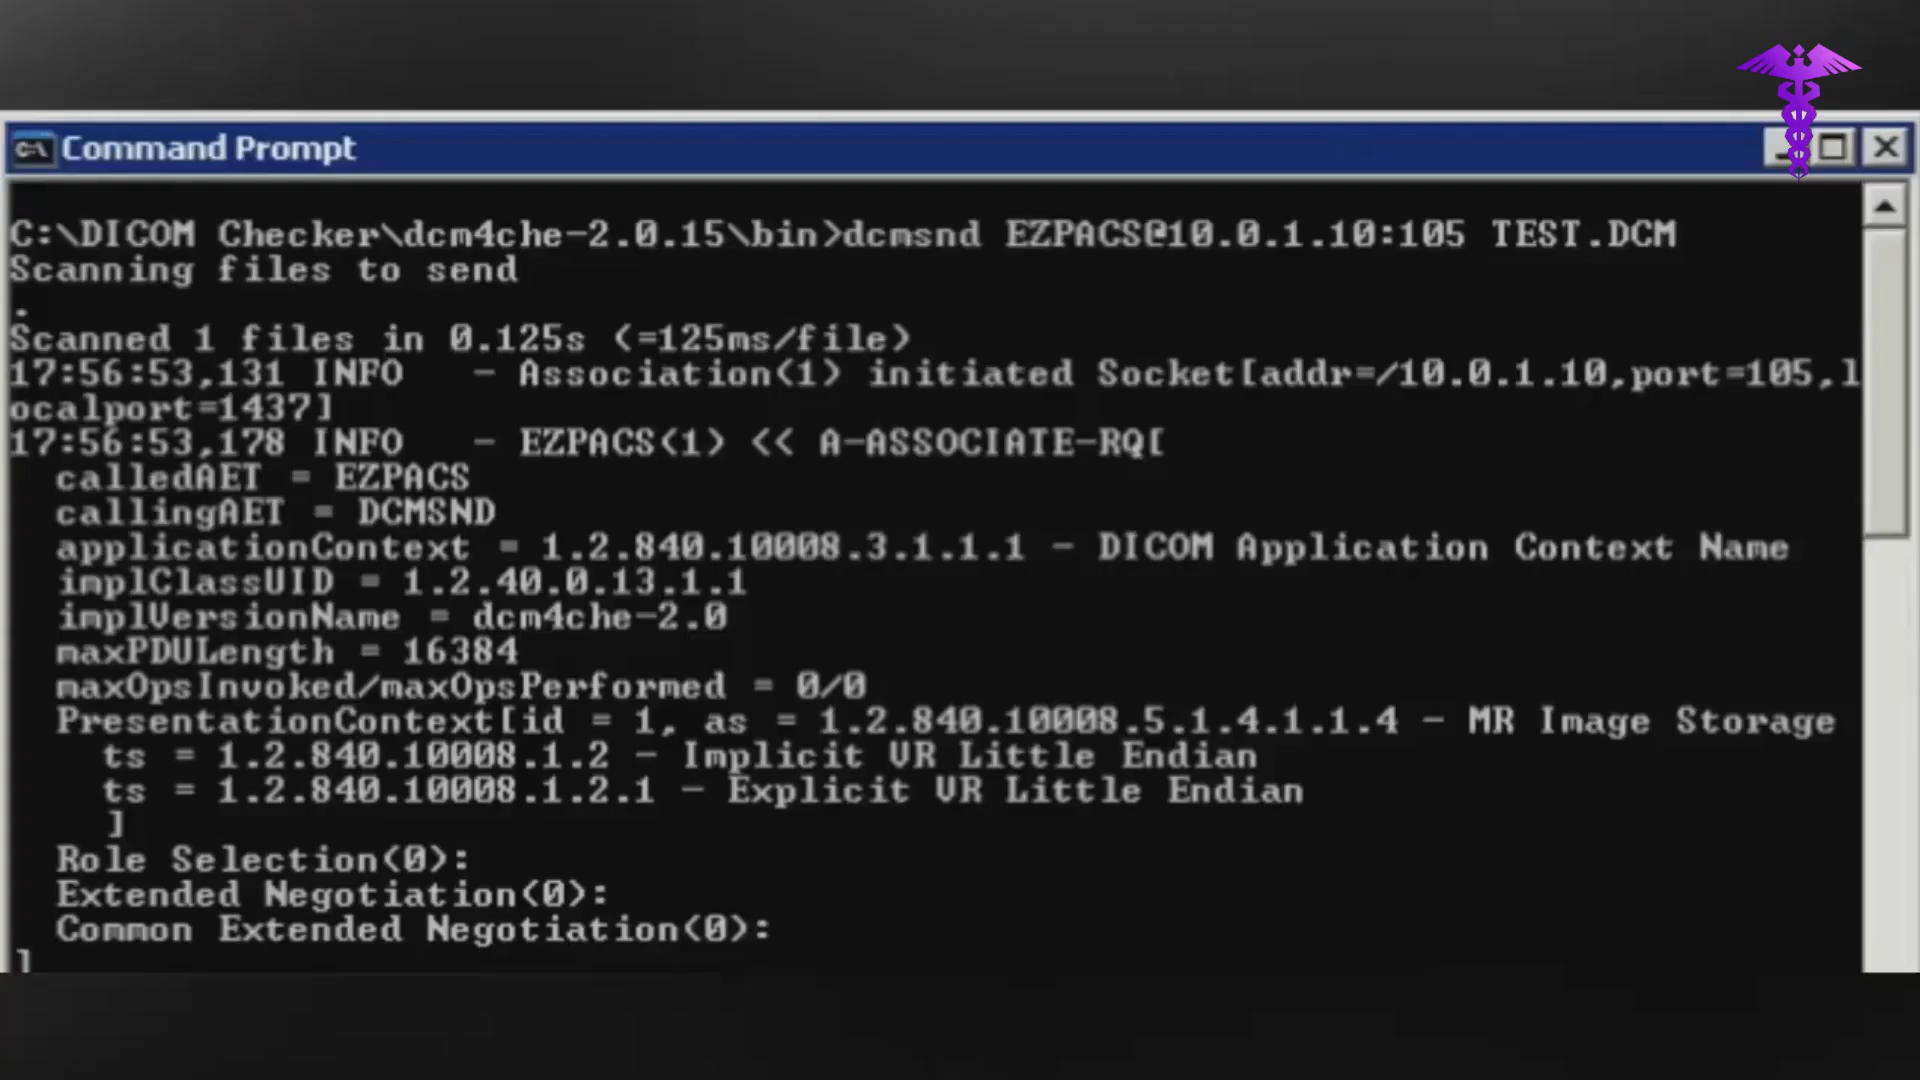 Command Prompt
C:\DICOM Checker\dcm4che-2.0.15\bin>dcmsnd EZPACS@10.0.1.10:105 TEST.DCM
Scanning files to send
.
Scanned 1 files in 0.125s (=125ms/file)
17:56:53,131 INFO   - Association(1) initiated Socket[addr=/10.0.1.10,port=105,l
ocalport=1437]
17:56:53,178 INFO   - EZPACS(1) << A-ASSOCIATE-RQ[
  calledAET = EZPACS
  callingAET = DCMSND
  applicationContext = 1.2.840.10008.3.1.1.1 - DICOM Application Context Name
  implClassUID = 1.2.40.0.13.1.1
  implVersionName = dcm4che-2.0
  maxPDULength = 16384
  maxOpsInvoked/maxOpsPerformed = 0/0
  PresentationContext[id = 1, as = 1.2.840.10008.5.1.4.1.1.4 - MR Image Storage
    ts = 1.2.840.10008.1.2 - Implicit VR Little Endian
    ts = 1.2.840.10008.1.2.1 - Explicit VR Little Endian
    ]
  Role Selection(0):
  Extended Negotiation(0):
  Common Extended Negotiation(0):
]